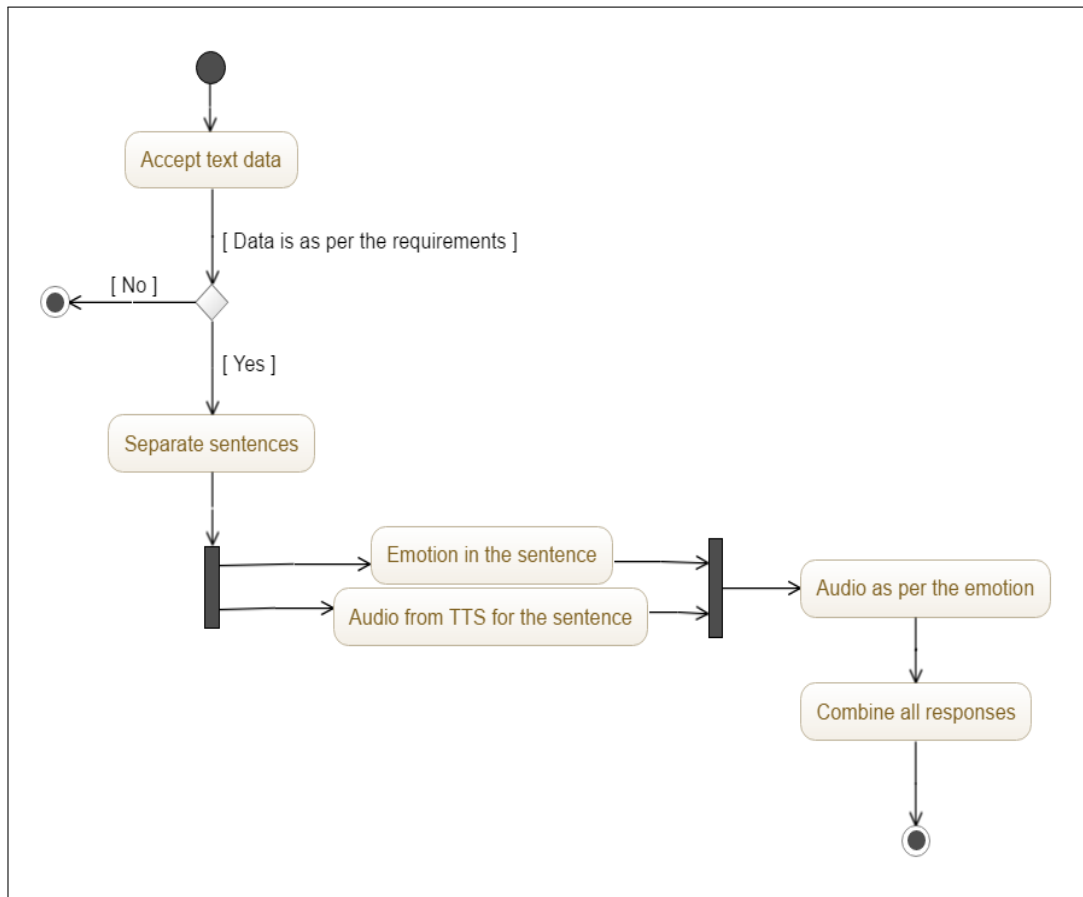 Accept text data
[ Data is as per the requirements ]
[ No ]
[ Yes ]
Separate sentences
Emotion in the sentence
Audio from TTS for the sentence
Audio as per the emotion
Combine all responses